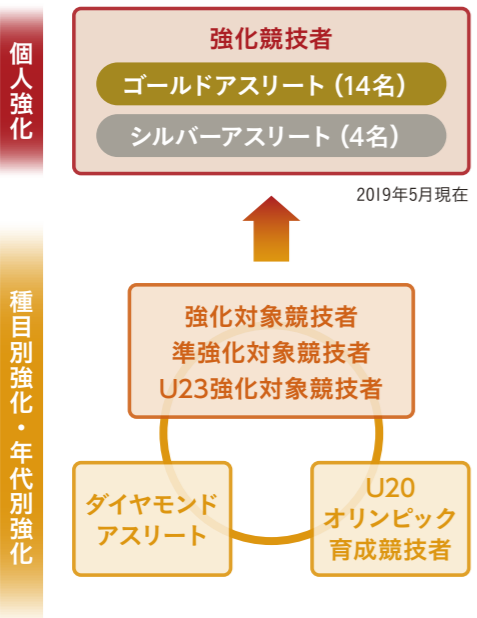 個人強化
強化競技者
ゴールドアスリート（14名）
シルバーアスリート（4名）
2019年5月現在
種目別強化・年代別強化
強化対象競技者
準強化対象競技者
U23強化対象競技者
ダイヤモンド
アスリート
U20
オリンピック
育成競技者